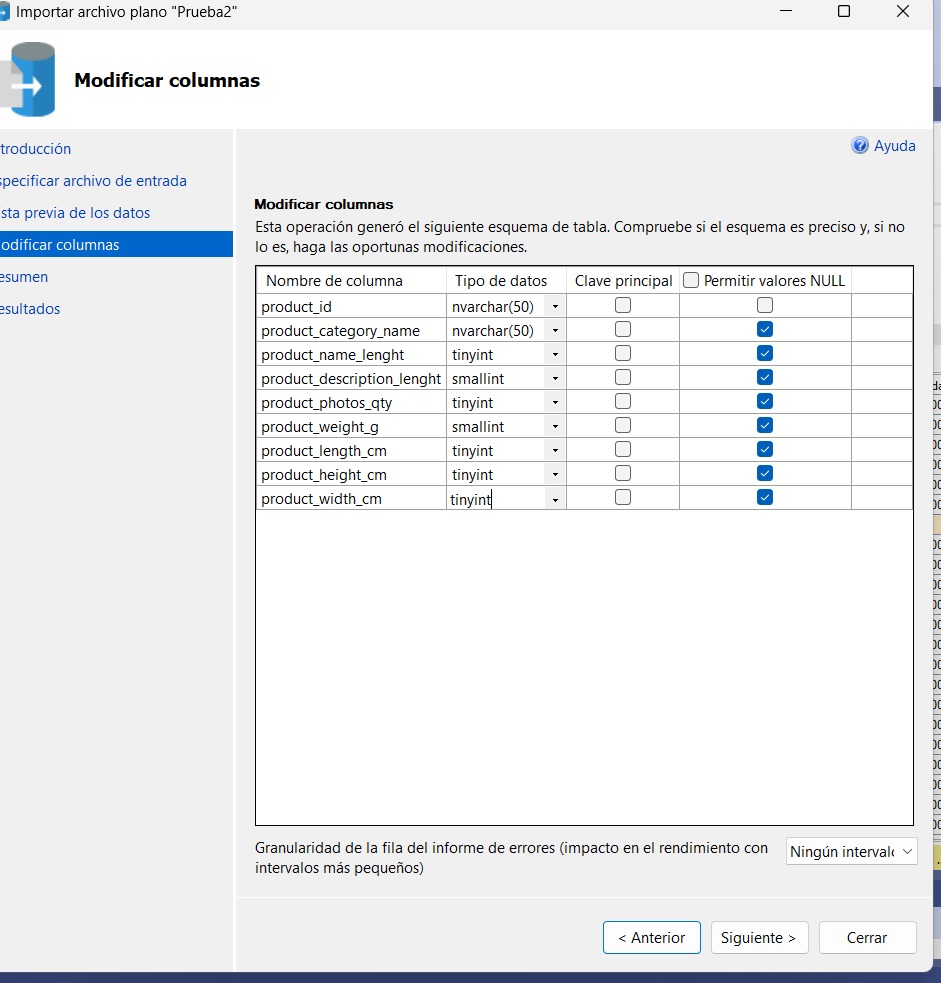 Importar archivo plano "Prueba2"
Modificar columnas
troducción
specificar archivo de entrada
sta previa de los datos
odificar columnas
esumen
esultados
Ayuda
Modificar columnas
Esta operación generó el siguiente esquema de tabla. Compruebe si el esquema es preciso y, si no
lo es, haga las oportunas modificaciones.
Nombre de columna Tipo de datos Clave principal Permitir valores NULL
product_id nvarchar(50)
product_category_name nvarchar(50)
product_name_lenght tinyint
product_description_lenght smallint
product_photos_qty tinyint
product_weight_g smallint
product_length_cm tinyint
product_height_cm tinyint
product_width_cm tinyint
Granularidad de la fila del informe de errores (impacto en el rendimiento con
intervalos más pequeños)
Ningún intervalo
< Anterior Siguiente > Cerrar